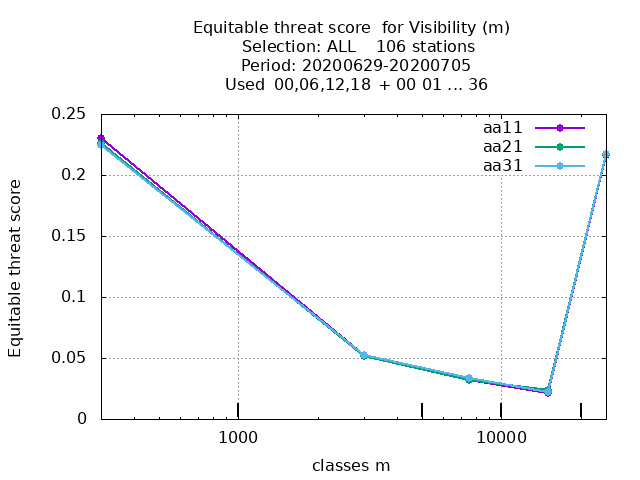 Equitable threat score  for Visibility (m)
Selection: ALL    106 stations
Period: 20200629-20200705
Used  00,06,12,18 + 00 01 ... 36
aa11
aa21
aa31
0.25
0.2
0.15
0.1
0.05
0
Equitable threat score
1000
10000
classes m